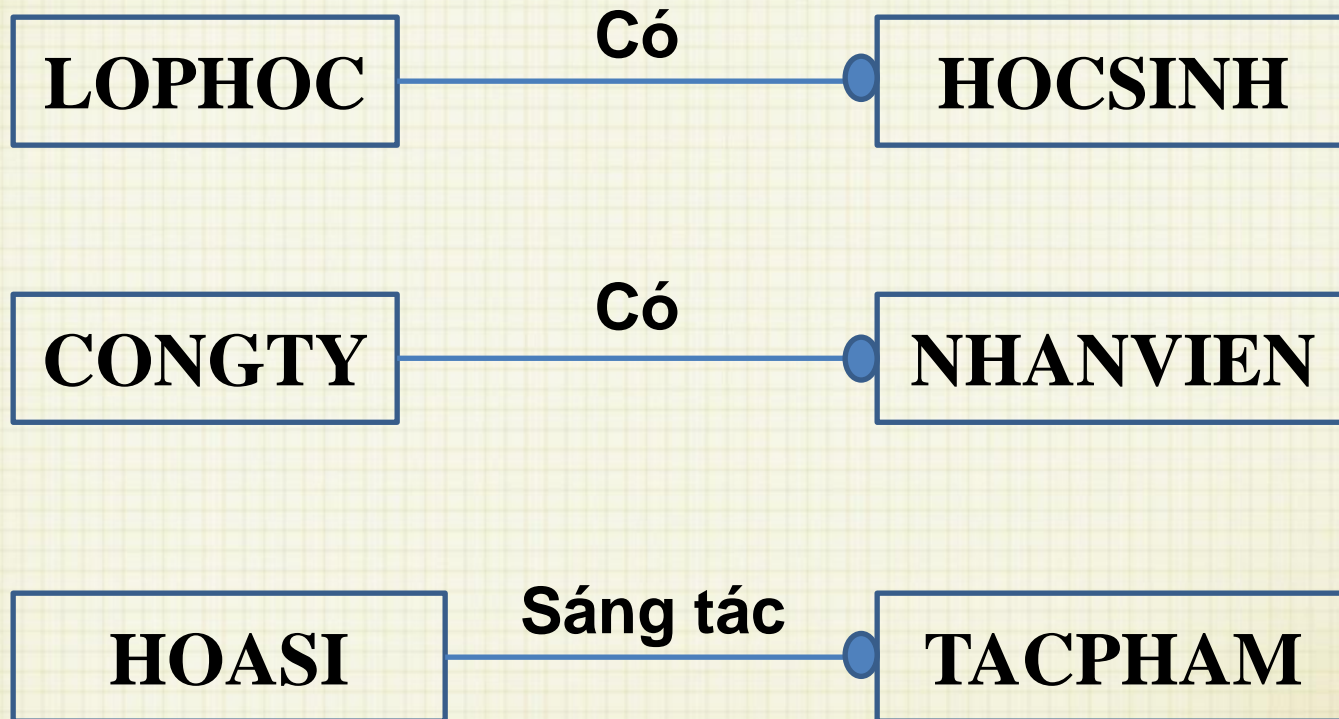 Có
LOPHOC
HOCSINH
Có
CONGTY
NHANVIEN
Sáng tác
HOASI
TACPHAM